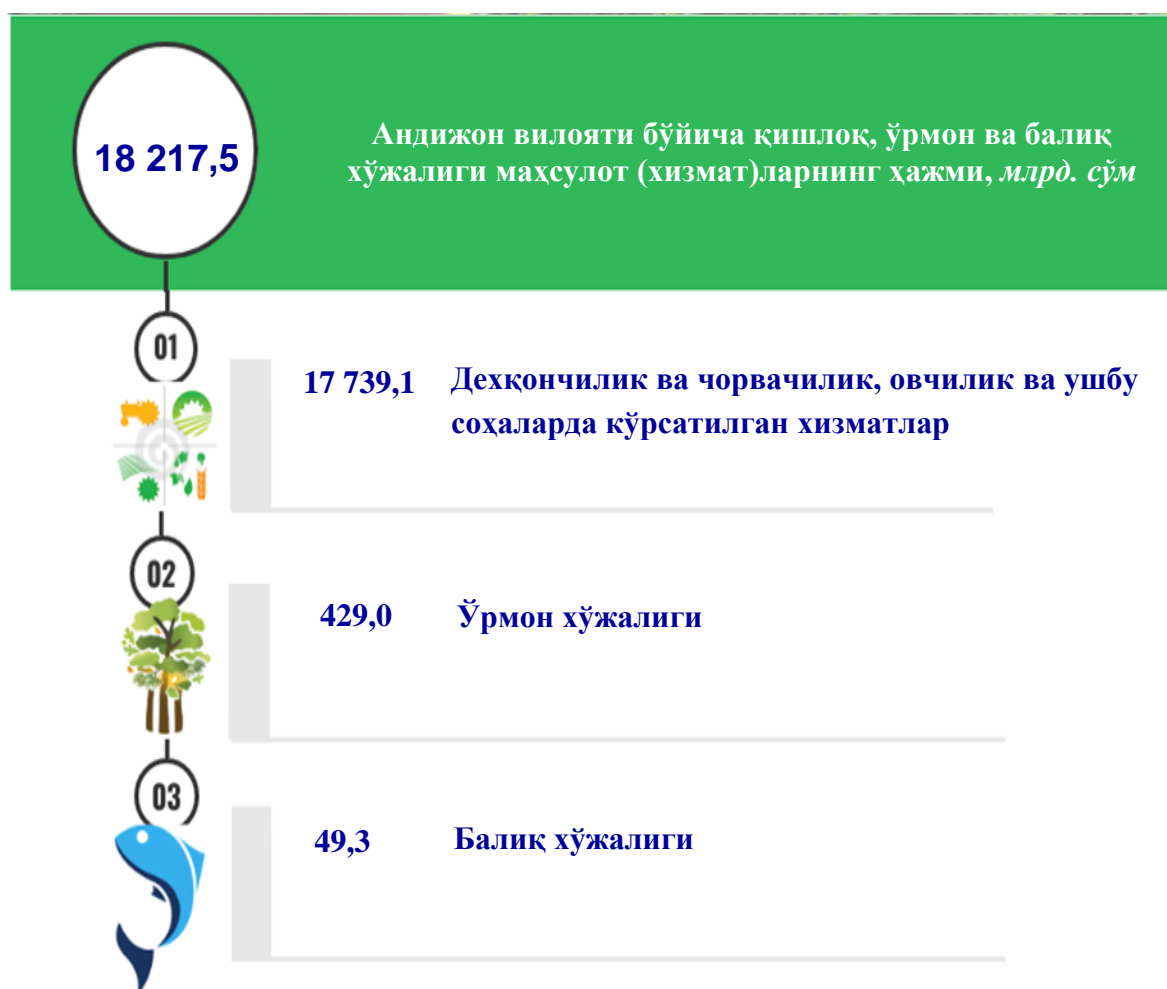 18 217,5
Андижон вилояти бўйича қишлоқ, ўрмон ва балиқ
хўжалиги маҳсулот (хизмат)ларнинг ҳажми, млрд. сўм
01
17 739,1 Дехқончилик ва чорвачилик, овчилик ва ушбу
соҳаларда кўрсатилган хизматлар
02
429,0 Ўрмон хўжалиги
03
49,3 Балиқ хўжалиги